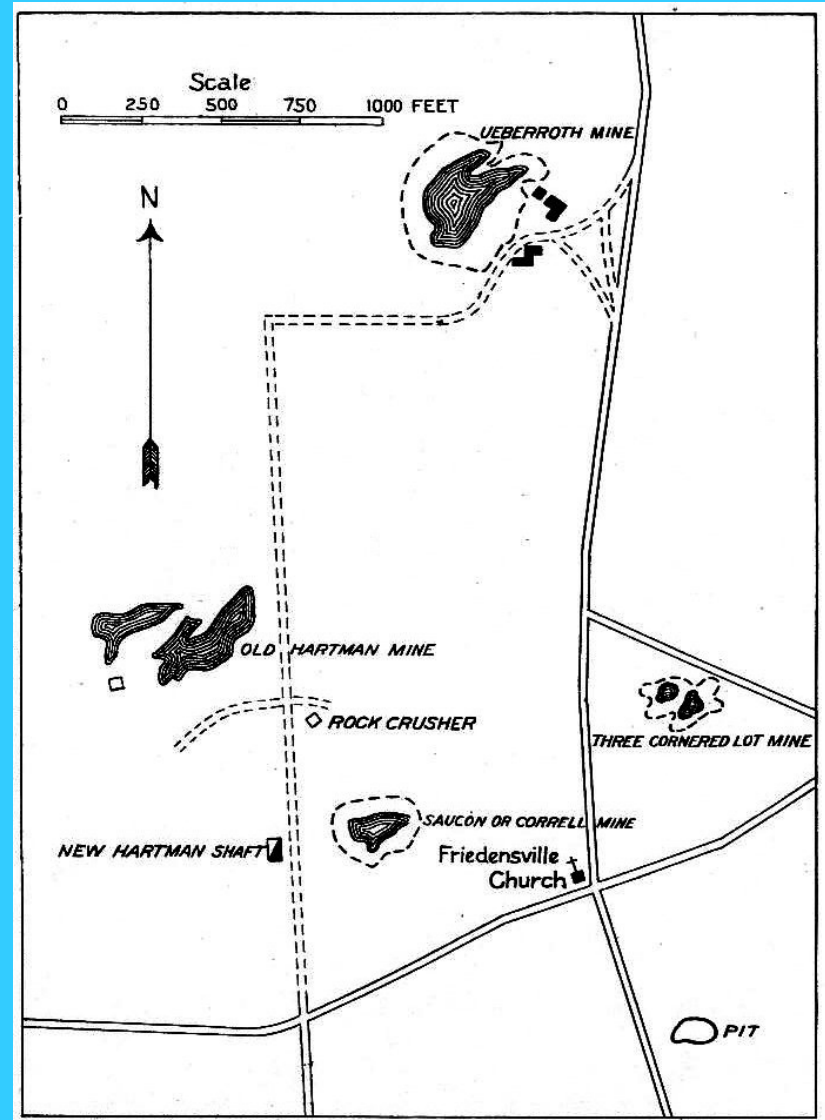 Scale
0 250 500 750 1000 FEET
UEBERROTH MINE
N
OLD HARTMAN MINE
ROCK CRUSHER
THREE CORNERED LOT MINE
SAUCON OR CORRELL MINE
NEW HARTMAN SHAFT
Friedensville
Church
PIT